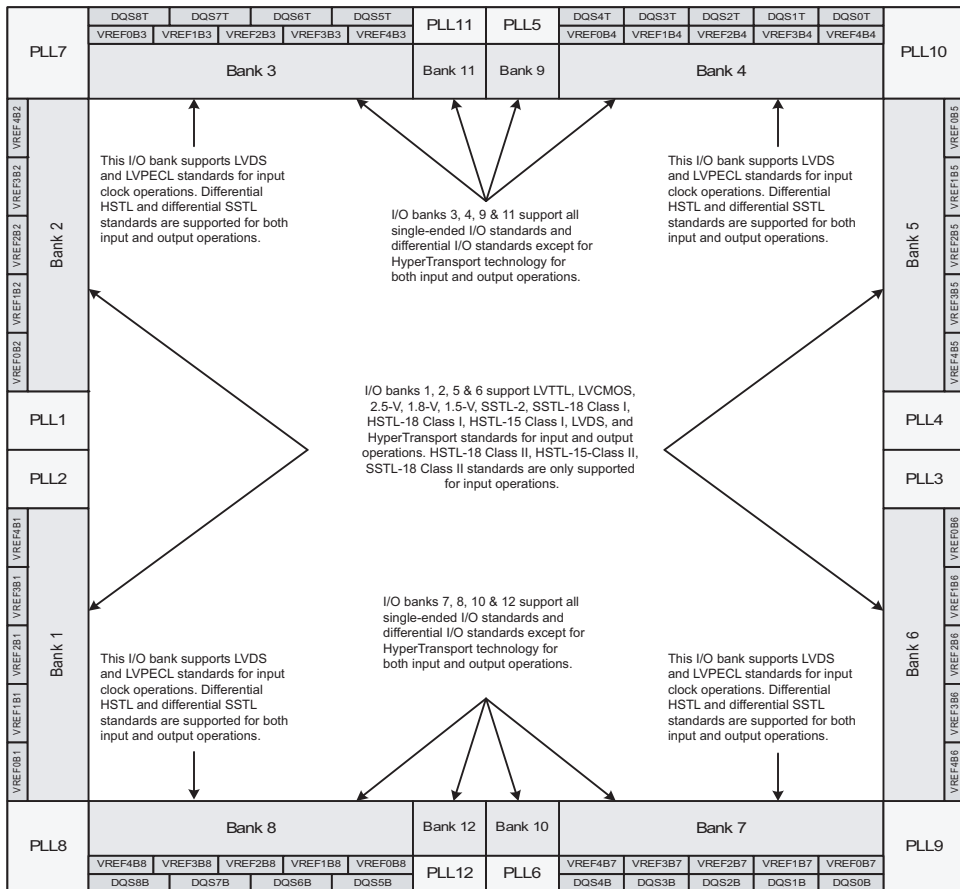 PLL7
DQS8T DQS7T DQS6T DQS5T
VREF0B3 VREF1B3 VREF2B3 VREF3B3 VREF4B3
Bank 3
PLL11
Bank 11
PLL5
Bank 9
DQS4T DQS3T DQS2T DQS1T DQS0T
VREF0B4 VREF1B4 VREF2B4 VREF3B4 VREF4B4
Bank 4
PLL10
VREF4B2
VREF3B2
VREF2B2
VREF1B2
VREF0B2
Bank 2
This I/O bank supports LVDS
and LVPECL standards for input
clock operations. Differential
HSTL and differential SSTL
standards are supported for both
input and output operations.
I/O banks 3, 4, 9 & 11 support all
single-ended I/O standards and
differential I/O standards except for
HyperTransport technology for
both input and output operations.
This I/O bank supports LVDS
and LVPECL standards for input
clock operations. Differential
HSTL and differential SSTL
standards are supported for both
input and output operations.
Bank 5
VREF0B5
VREF1B5
VREF2B5
VREF3B5
VREF4B5
PLL1
PLL2
I/O banks 1, 2, 5 & 6 support LVTTL, LVCMOS,
2.5-V, 1.8-V, 1.5-V, SSTL-2, SSTL-18 Class I,
HSTL-18 Class I, HSTL-15 Class I, LVDS, and
HyperTransport standards for input and output
operations. HSTL-18 Class II, HSTL-15-Class II,
SSTL-18 Class II standards are only supported
for input operations.
PLL4
PLL3
VREF4B1
VREF3B1
VREF2B1
VREF1B1
VREF0B1
Bank 1
This I/O bank supports LVDS
and LVPECL standards for input
clock operations. Differential
HSTL and differential SSTL
standards are supported for both
input and output operations.
I/O banks 7, 8, 10 & 12 support all
single-ended I/O standards and
differential I/O standards except for
HyperTransport technology for
both input and output operations.
This I/O bank supports LVDS
and LVPECL standards for input
clock operations. Differential
HSTL and differential SSTL
standards are supported for both
input and output operations.
Bank 6
VREF0B6
VREF1B6
VREF2B6
VREF3B6
VREF4B6
PLL8
Bank 8
VREF4B8 VREF3B8 VREF2B8 VREF1B8 VREF0B8
DQS8B DQS7B DQS6B DQS5B
Bank 12
PLL12
Bank 10
PLL6
Bank 7
VREF4B7 VREF3B7 VREF2B7 VREF1B7 VREF0B7
DQS4B DQS3B DQS2B DQS1B DQS0B
PLL9